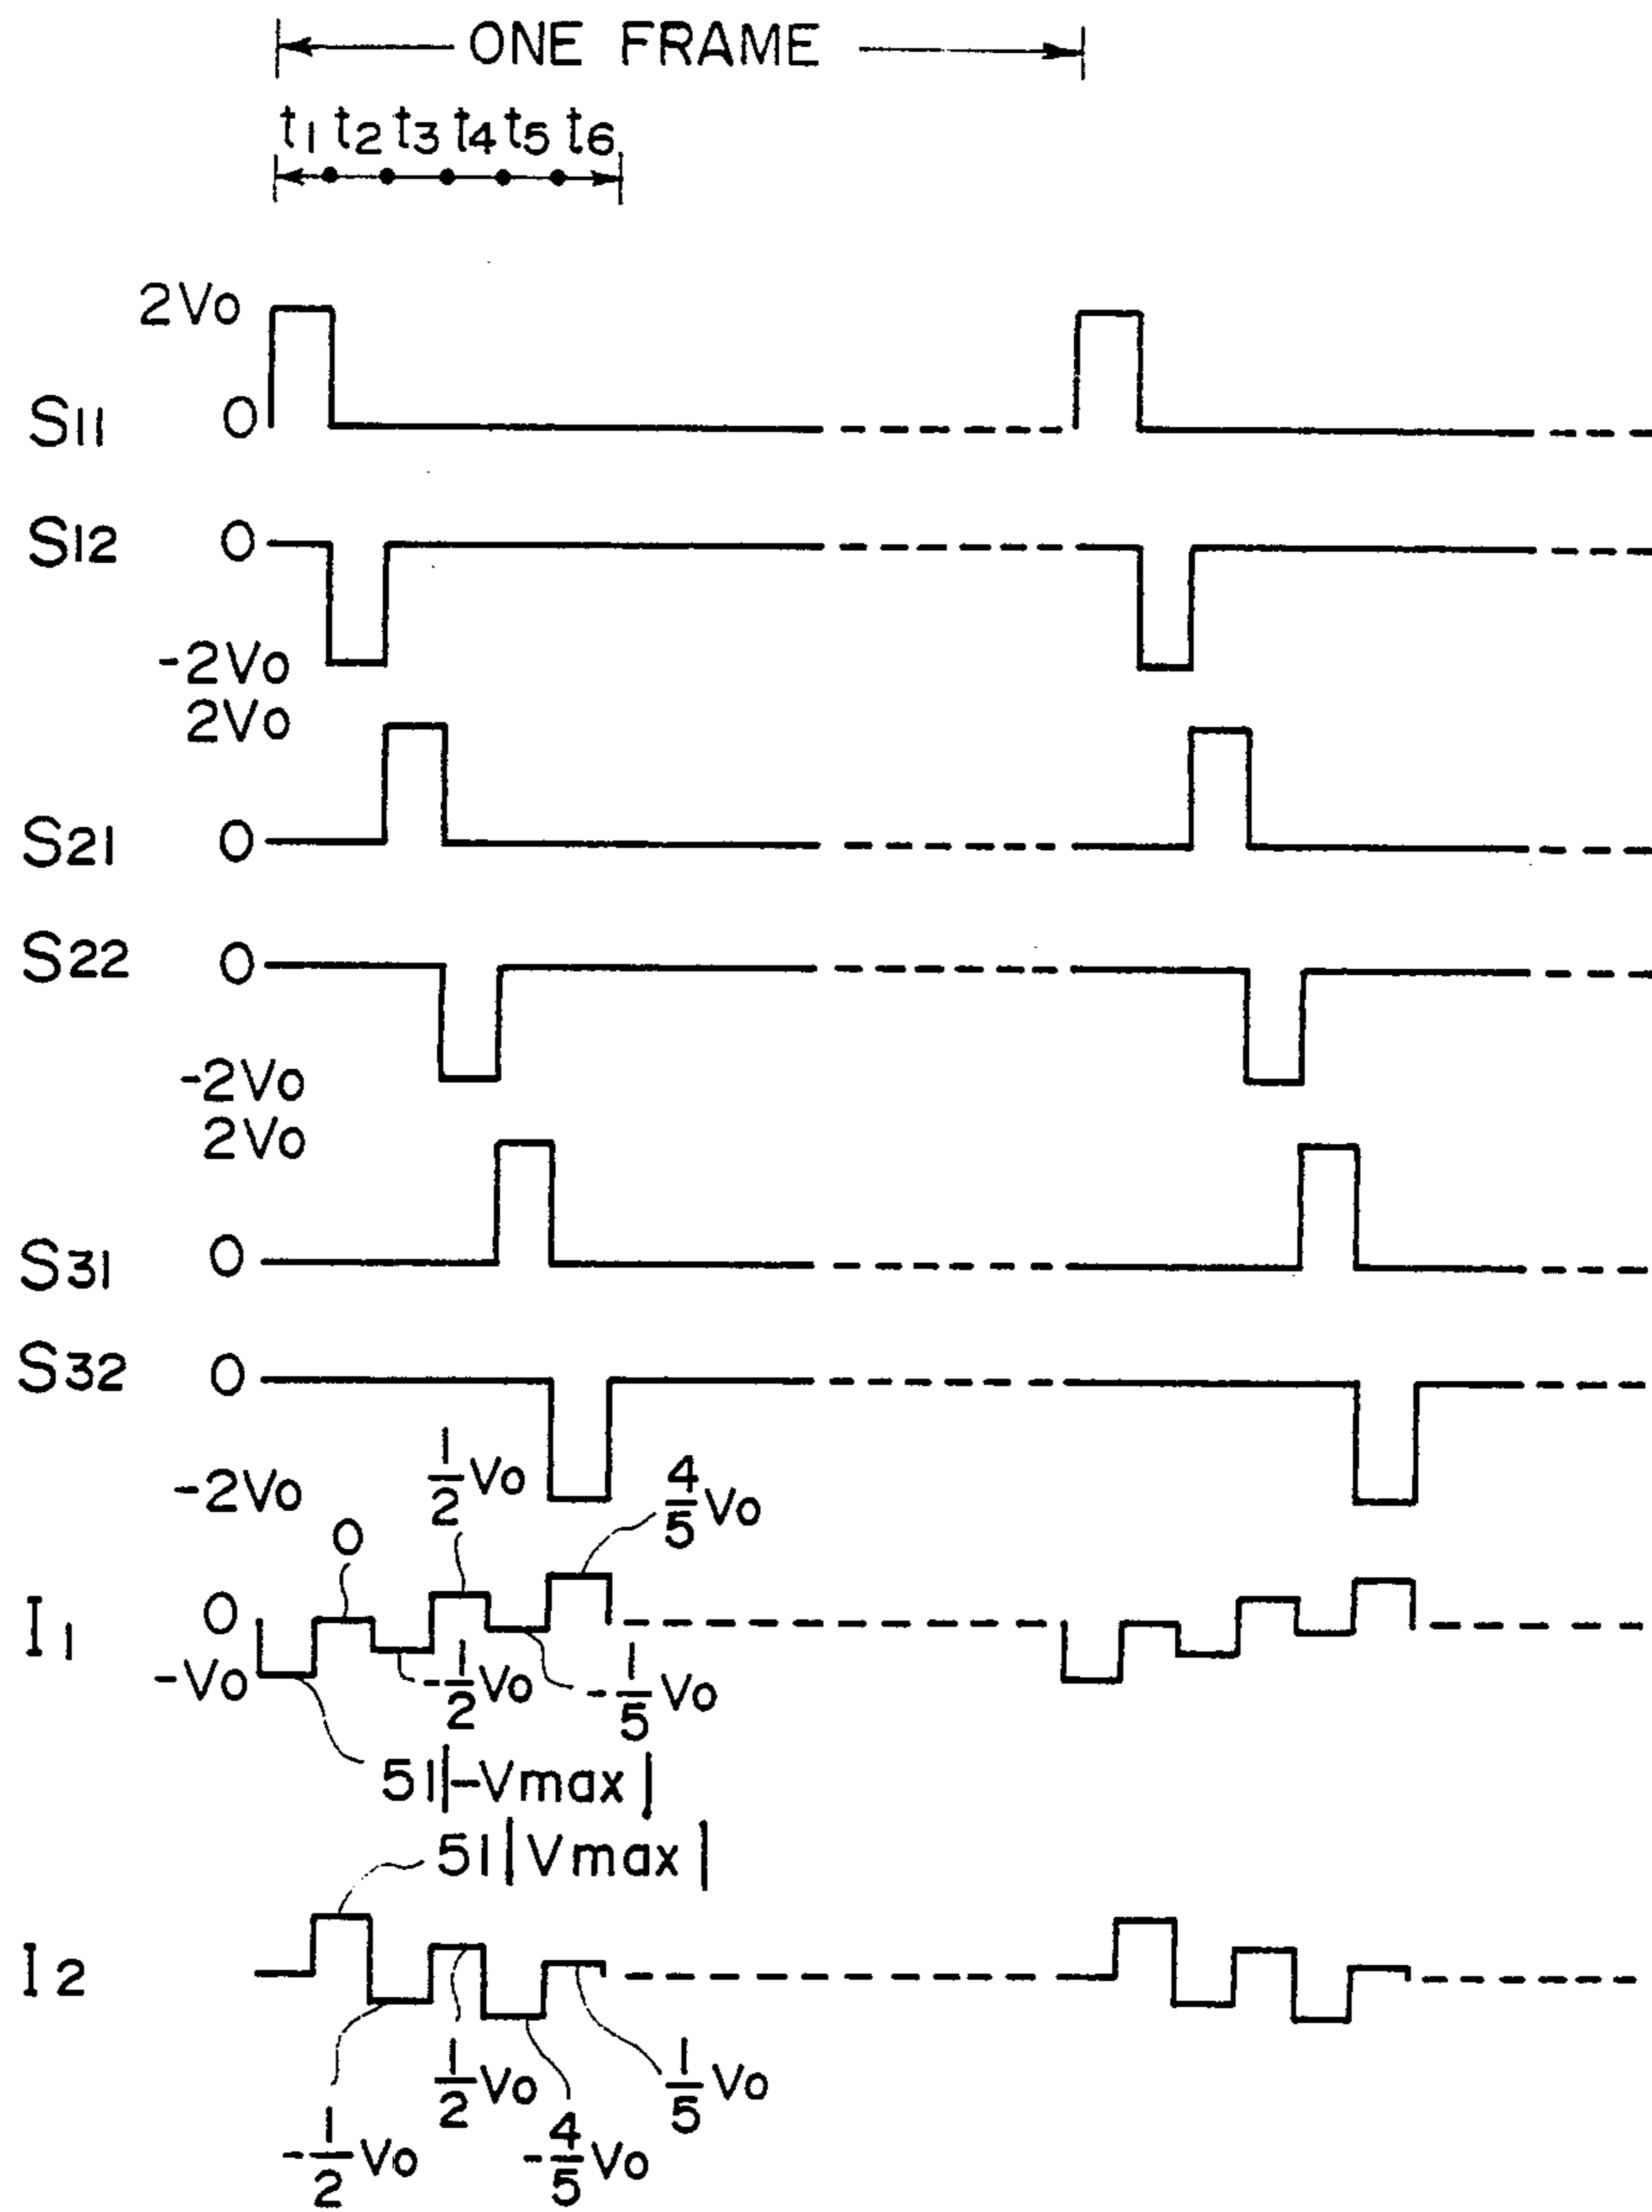 ONE FRAME
t1 t2 t3 t4 t5 t6
2Vo
S11 0
S12 0
-2Vo
2Vo
S21 0
S22 0
-2Vo
2Vo
S31 0
S32 0
-2Vo
1/2 Vo
4/5 Vo
0
I1 0
-Vo
-1/2 Vo
-1/5 Vo
51|-Vmax|
51|Vmax|
I2
1/2 Vo
1/5 Vo
-1/2 Vo
-4/5 Vo